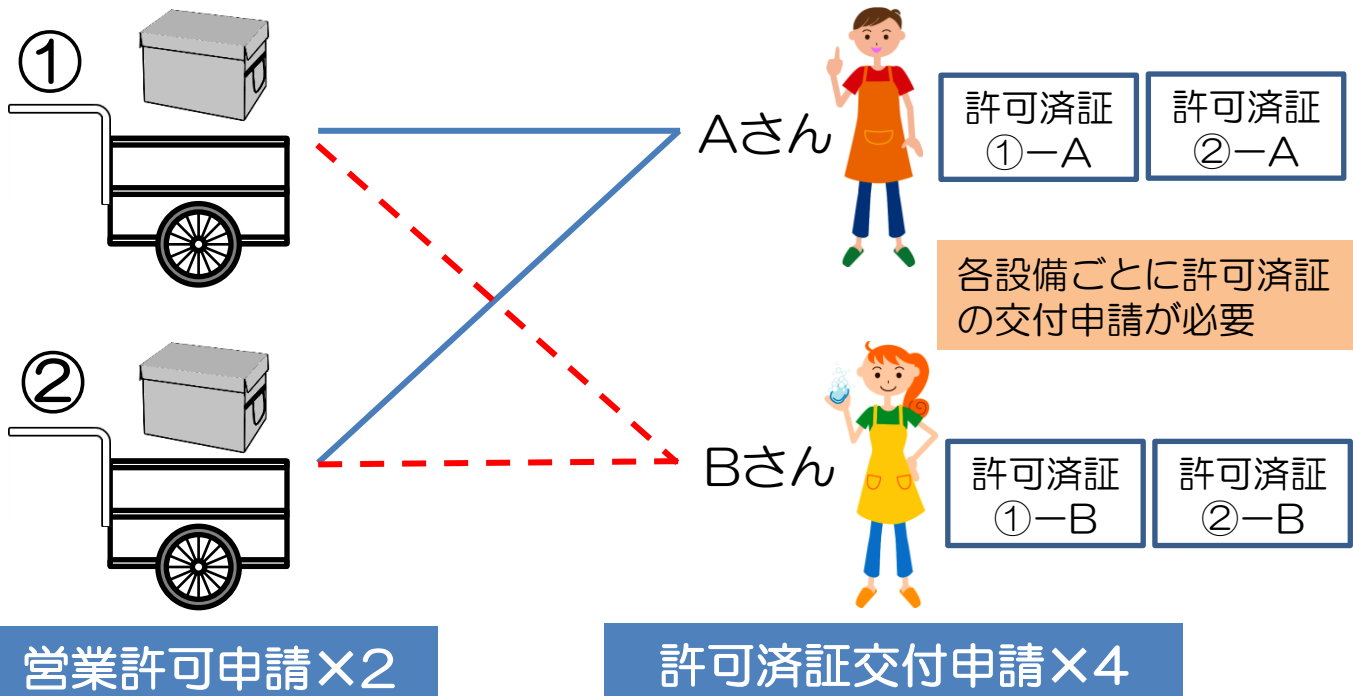 ①
Aさん
許可済証
①－A
許可済証
②－A
各設備ごとに許可済証
の交付申請が必要
②
Bさん
許可済証
①－B
許可済証
②－B
営業許可申請×2
許可済証交付申請×4